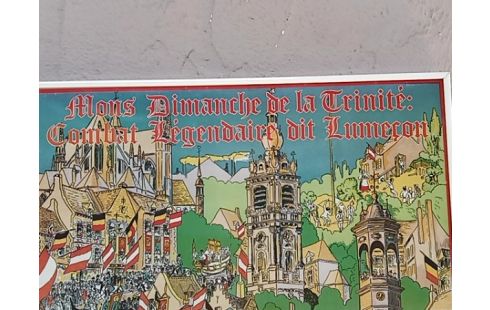 Mons Dimanche de la Trinité:
Combat Légendaire dit Lumeçon